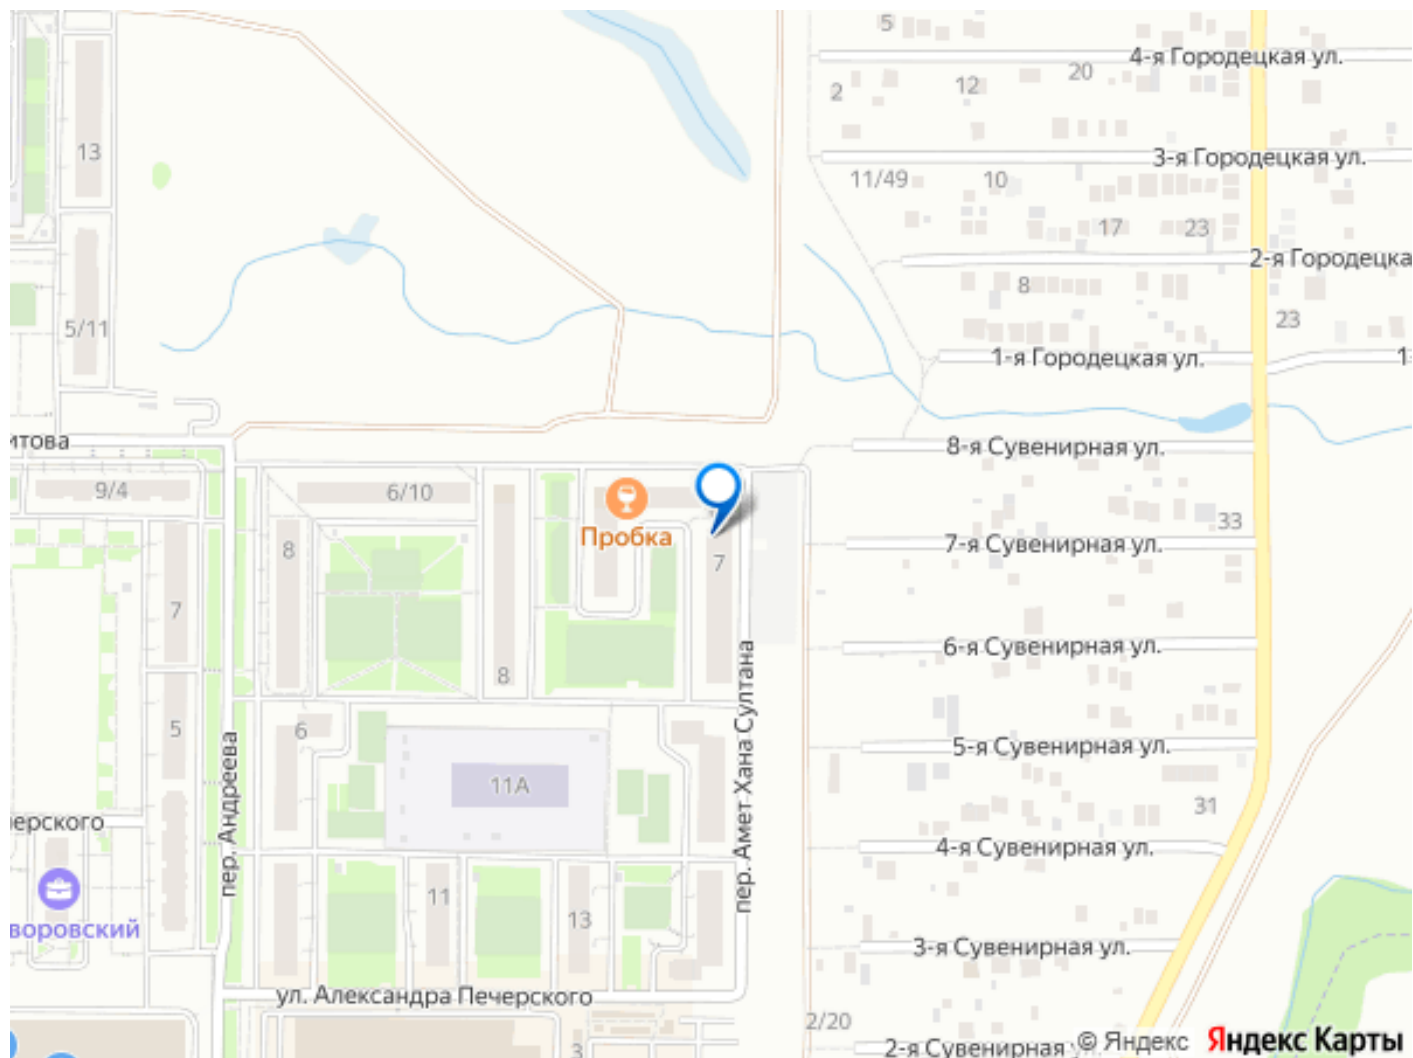 5
4-я Городецкая ул.
20
12
2
13
3-я Городецкая ул.
11/49
10
17
23
2-я Городецка
8
23
5/11
1-я Городецкая ул.
1
итова
8-я Сувенирная ул.
9/4
6/10
33
Пробка
7-я Сувенирная ул.
8
7
7
6-я Сувенирная ул.
8
5
6
пер. Амет Хана Султана
5-я Сувенирная ул.
11А
пер. Андреева
31
ерского
4-я Сувенирная ул.
11
13
воровский
3-я Сувенирная ул.
ул. Александра Печерского
2/20
3
2-я Сувенирная у
© Яндекс Яндекс Карты